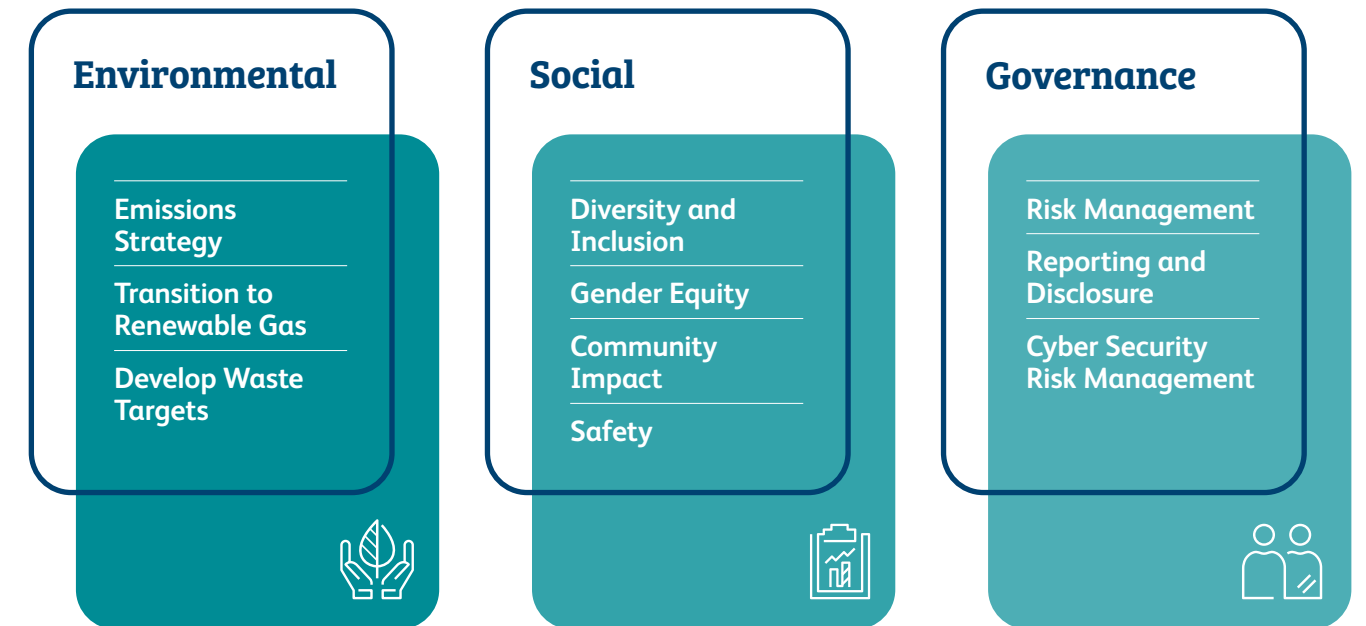 Environmental
Emissions
Strategy
Transition to
Renewable Gas
Develop Waste
Targets
Social
Diversity and
Inclusion
Gender Equity
Community
Impact
Safety
Governance
Risk Management
Reporting and
Disclosure
Cyber Security
Risk Management